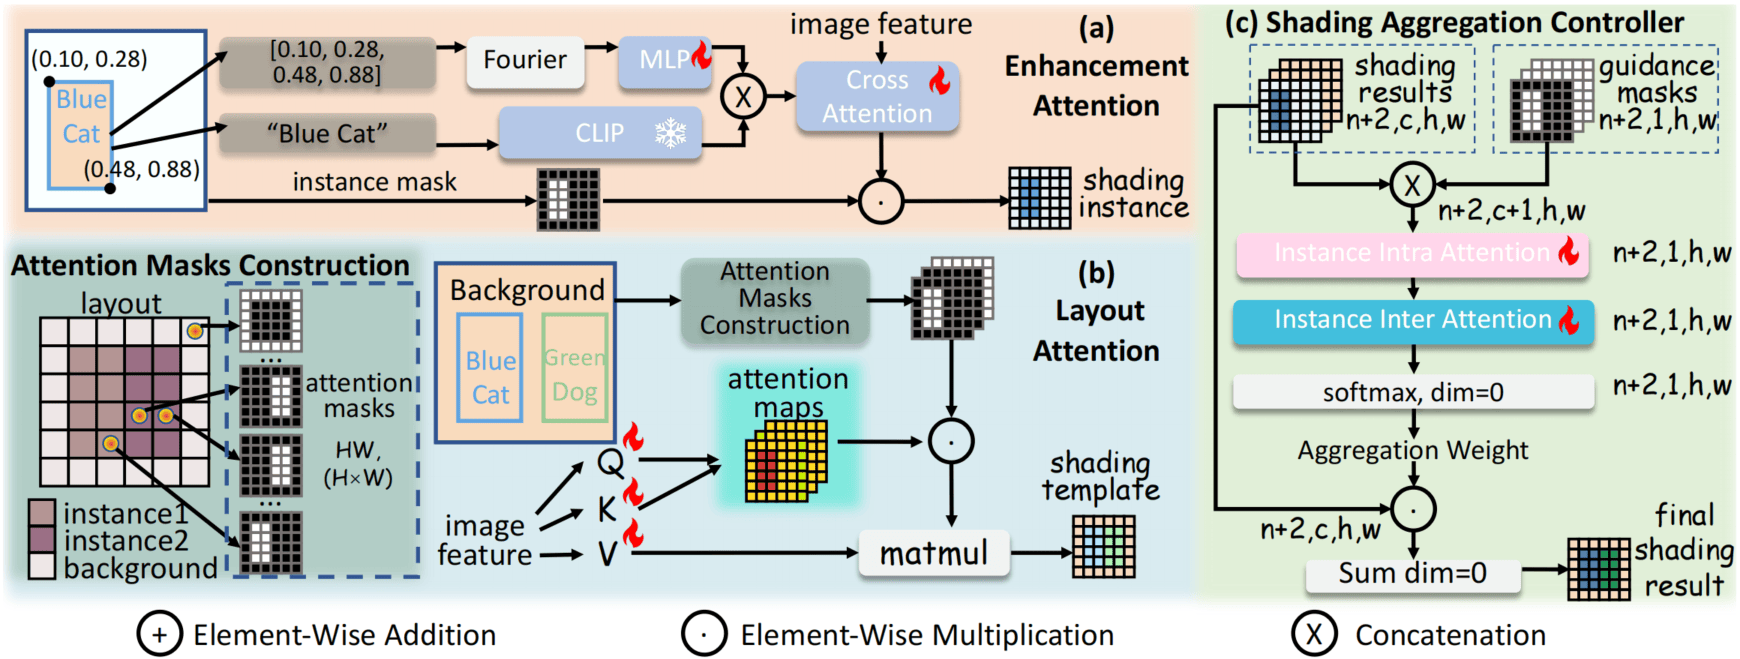 (0.10, 0.28)
Blue
Cat
(0.48, 0.88)
[0.10, 0.28,
0.48, 0.88]
Fourier
MLP
X
"Blue Cat"
CLIP
instance mask
image feature
Cross
Attention
·
shading
instance
(a)
Enhancement
Attention
Attention Masks Construction
layout
...
attention
masks
HW,
(H×W)
...
instance1
instance2
background
Background
Blue
Cat
Green
Dog
Attention
Masks
Construction
(b)
Layout
Attention
attention
maps
·
image
feature
Q
K
V
matmul
shading
template
(c) Shading Aggregation Controller
shading
results
n+2,c,h,w
guidance
masks
n+2,1,h,w
X
n+2,c+1,h,w
Instance Intra Attention
n+2,1,h,w
Instance Inter Attention
n+2,1,h,w
softmax, dim=0
n+2,1,h,w
Aggregation Weight
·
n+2,c,h,w
Sum dim=0
final
shading
result
+ Element-Wise Addition
· Element-Wise Multiplication
X Concatenation